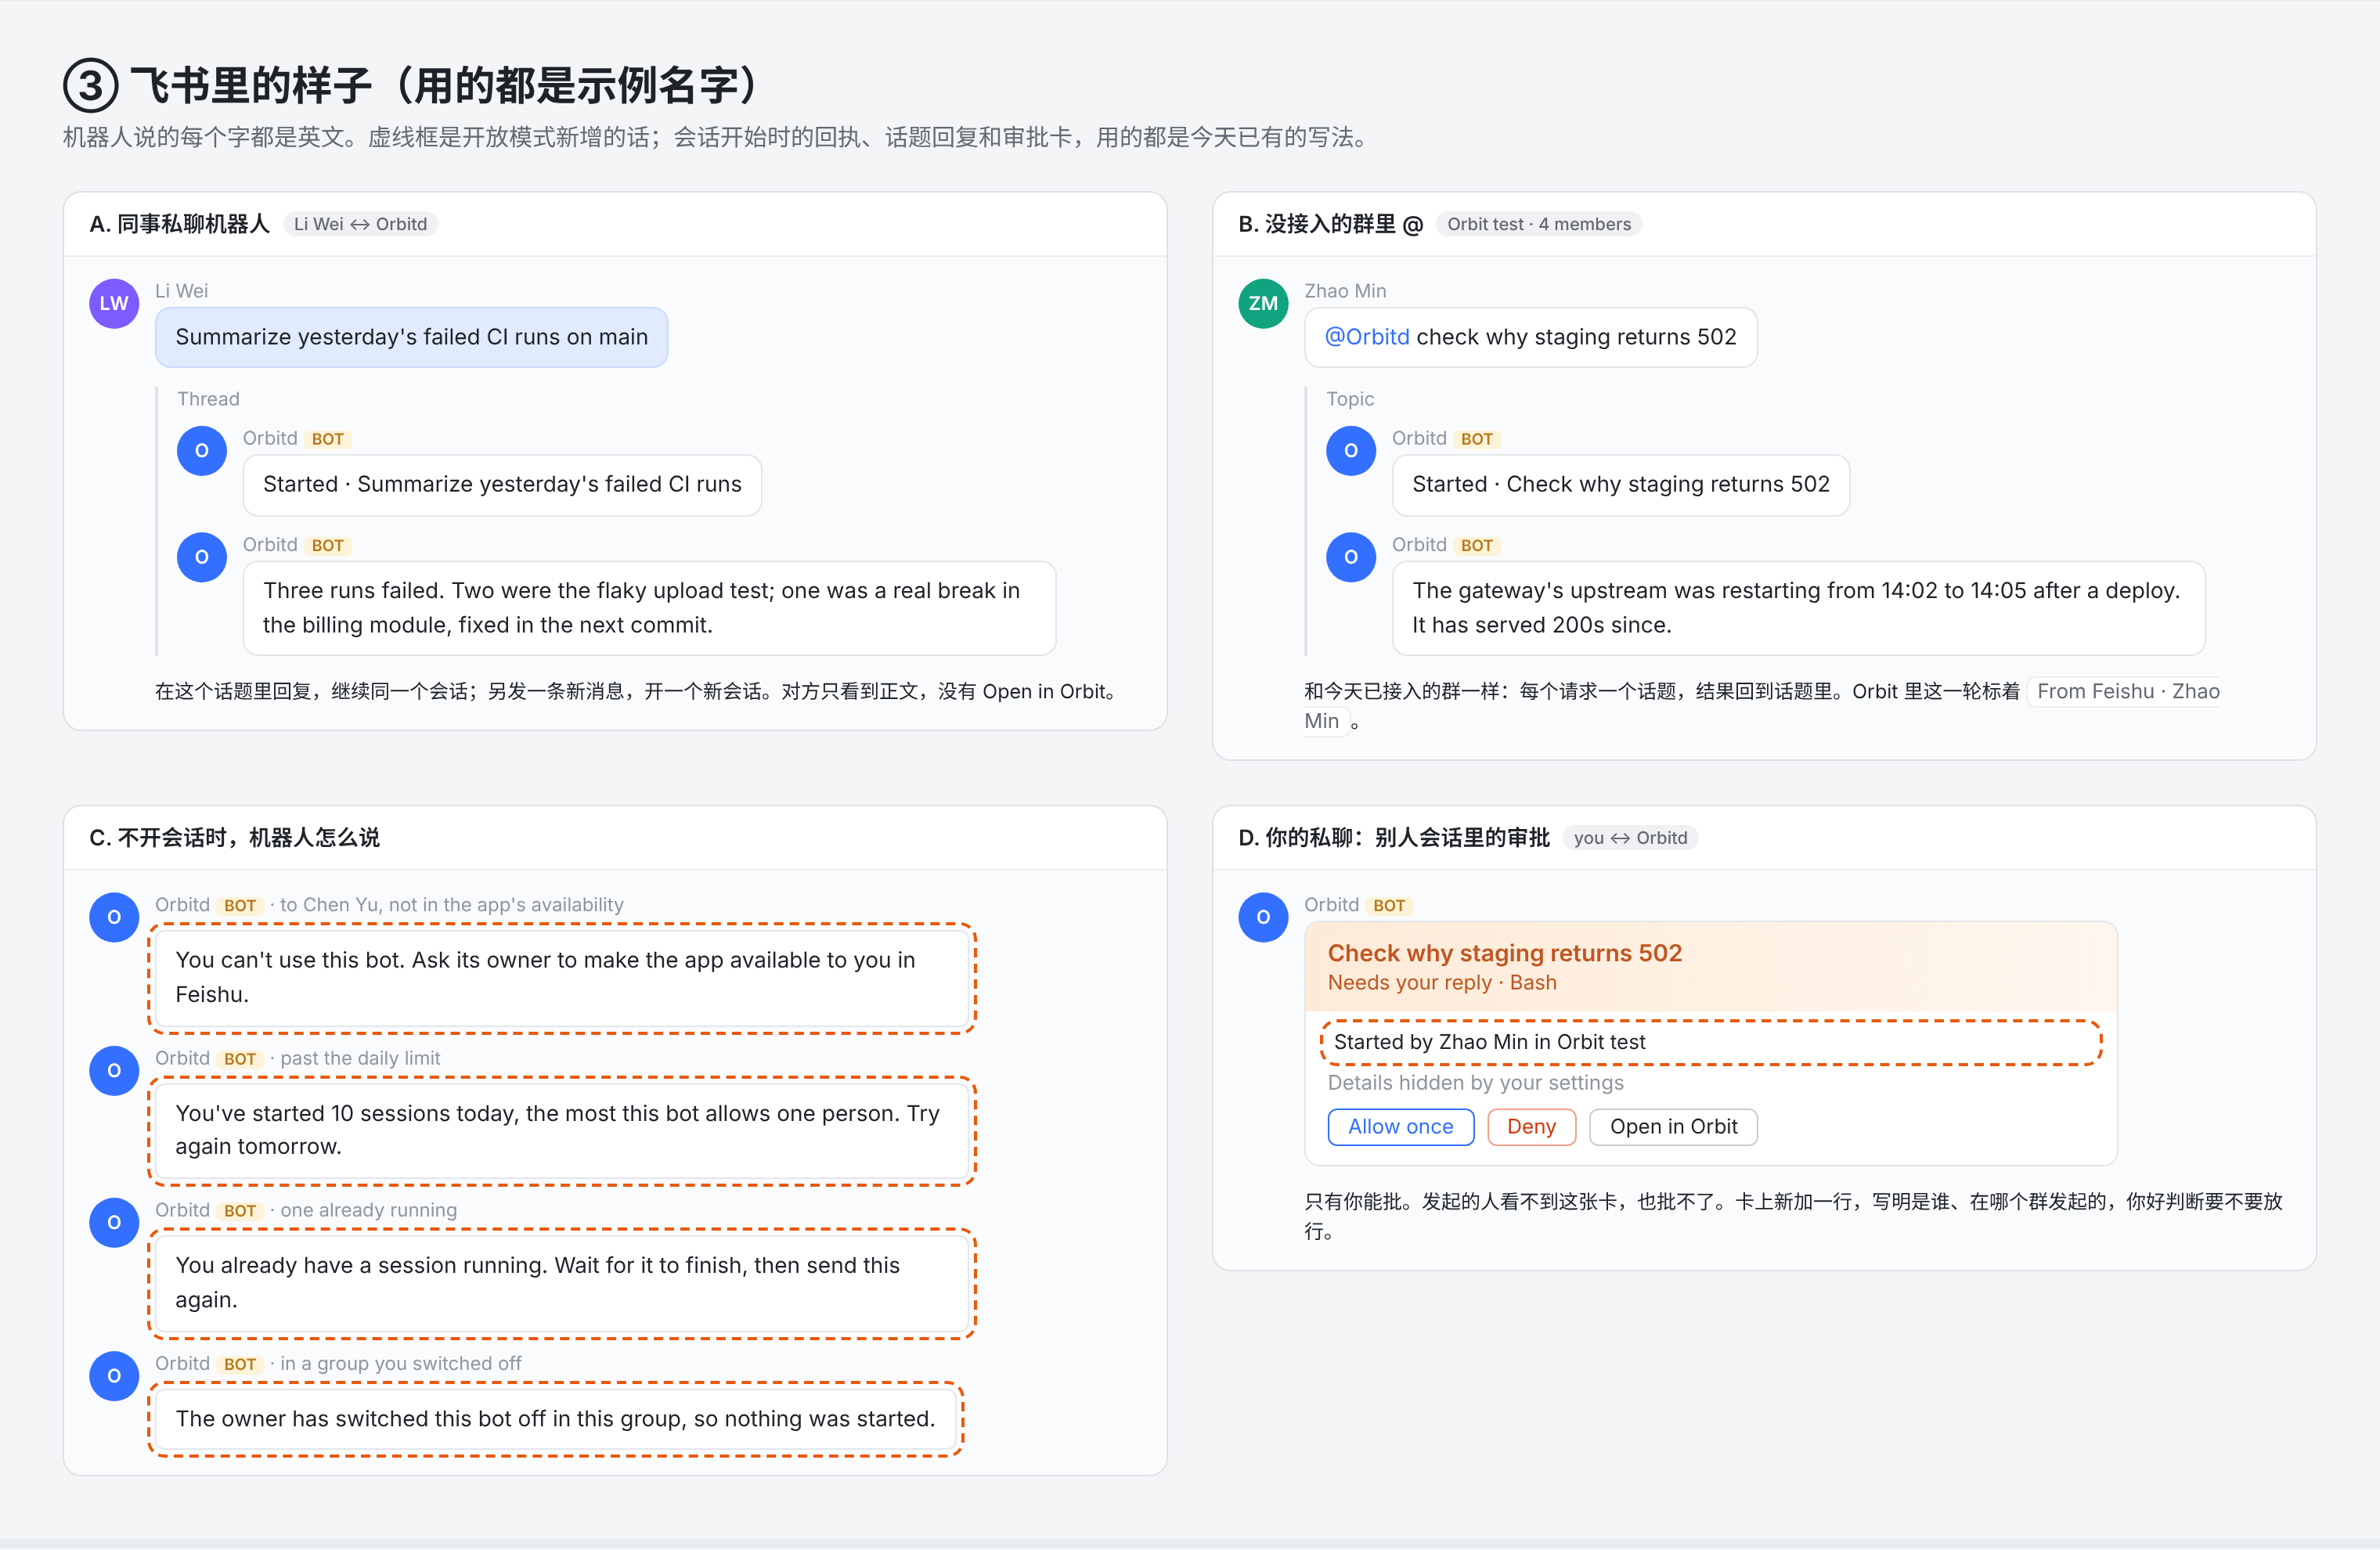 ③ 飞书里的样子（用的都是示例名字）
机器人说的每个字都是英文。虚线框是开放模式新增的话；会话开始时的回执、话题回复和审批卡，用的都是今天已有的写法。
A. 同事私聊机器人 Li Wei ↔ Orbitd
LW
Li Wei
Summarize yesterday's failed CI runs on main
Thread
O
Orbitd BOT
Started · Summarize yesterday's failed CI runs
O
Orbitd BOT
Three runs failed. Two were the flaky upload test; one was a real break in
the billing module, fixed in the next commit.
在这个话题里回复，继续同一个会话；另发一条新消息，开一个新会话。对方只看到正文，没有 Open in Orbit。
B. 没接入的群里 @ Orbit test · 4 members
ZM
Zhao Min
@Orbitd check why staging returns 502
Topic
O
Orbitd BOT
Started · Check why staging returns 502
O
Orbitd BOT
The gateway's upstream was restarting from 14:02 to 14:05 after a deploy.
It has served 200s since.
和今天已接入的群一样：每个请求一个话题，结果回到话题里。Orbit 里这一轮标着 From Feishu · Zhao
Min 。
C. 不开会话时，机器人怎么说
O
Orbitd BOT · to Chen Yu, not in the app's availability
You can't use this bot. Ask its owner to make the app available to you in
Feishu.
O
Orbitd BOT · past the daily limit
You've started 10 sessions today, the most this bot allows one person. Try
again tomorrow.
O
Orbitd BOT · one already running
You already have a session running. Wait for it to finish, then send this
again.
O
Orbitd BOT · in a group you switched off
The owner has switched this bot off in this group, so nothing was started.
D. 你的私聊：别人会话里的审批 you ↔ Orbitd
O
Orbitd BOT
Check why staging returns 502
Needs your reply · Bash
Started by Zhao Min in Orbit test
Details hidden by your settings
Allow once Deny Open in Orbit
只有你能批。发起的人看不到这张卡，也批不了。卡上新加一行，写明是谁、在哪个群发起的，你好判断要不要放
行。